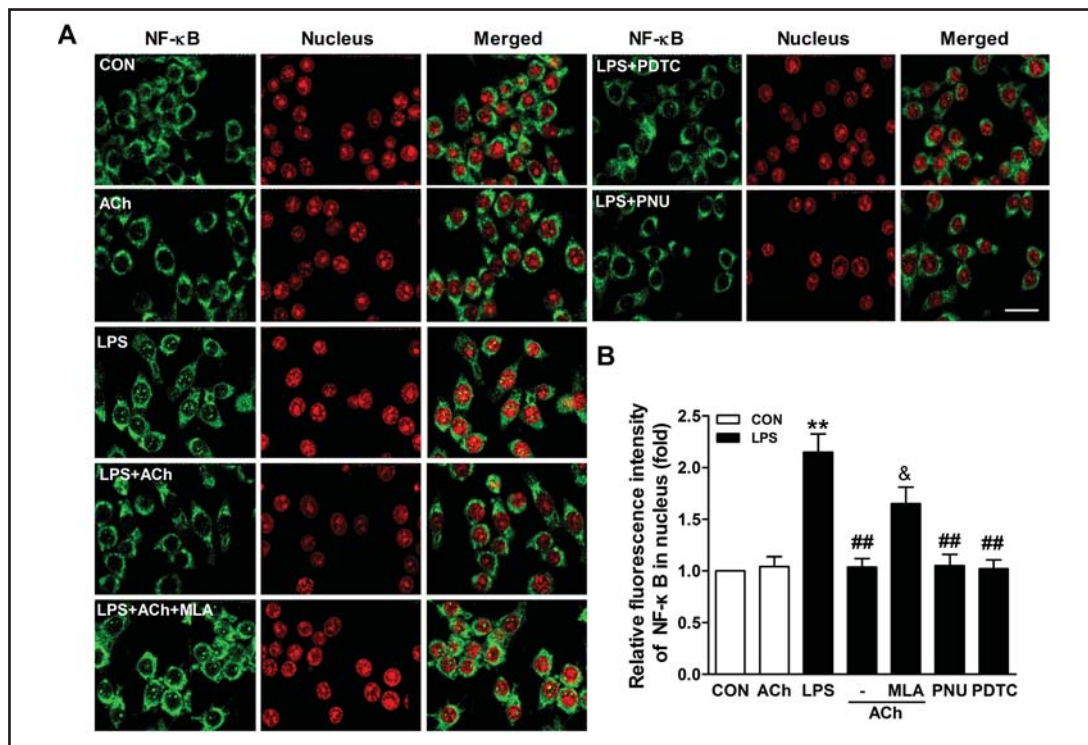 A
NF-κB Nucleus Merged NF-κB Nucleus Merged
CON
LPS+PDTC
ACh
LPS+PNU
LPS
LPS+ACh
LPS+ACh+MLA
B
Relative fluorescence intensity
of NF-κ B in nucleus (fold)
2.5
2.0
1.5
1.0
0.5
0.0
CON
LPS
**
##
&
##
##
CON ACh LPS - MLA PNU PDTC
ACh